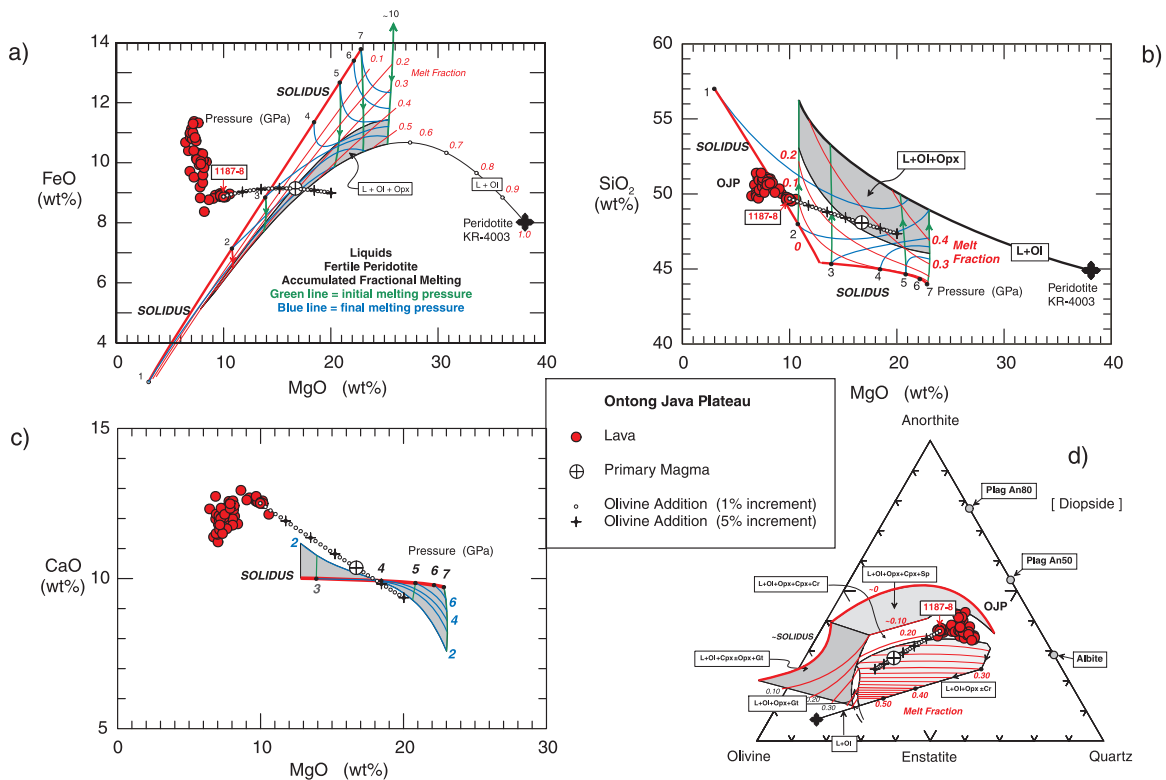 a)
14
12
10
8
6
4
FeO
(wt%)
0
10
20
30
40
MgO (wt%)
~10
7
6
5
4
3
2
1
SOLIDUS
SOLIDUS
0.1
0.2
Melt Fraction
0.3
0.4
0.5
0.6
0.7
0.8
0.9
1.0
Pressure (GPa)
1187-8
L + Ol + Opx
L + Ol
Peridotite
KR-4003
Liquids
Fertile Peridotite
Accumulated Fractional Melting
Green line = initial melting pressure
Blue line = final melting pressure
b)
60
55
50
45
40
SiO2
(wt%)
0
10
20
30
40
MgO (wt%)
1
SOLIDUS
OJP
1187-8
2
0
0.2
0.1
L+Ol+Opx
0.4
Melt
Fraction
0.3
L+Ol
3
4
5
6
7
SOLIDUS
Pressure (GPa)
Peridotite
KR-4003
c)
15
10
5
CaO
(wt%)
0
10
20
30
MgO (wt%)
2
SOLIDUS
3
Pressure (GPa)
4
5
6
7
6
4
2
Ontong Java Plateau
Lava
Primary Magma
Olivine Addition (1% increment)
Olivine Addition (5% increment)
d)
Anorthite
Plag An80
[ Diopside ]
Plag An50
Albite
L+Ol+Opx+Cpx+Cr
L+Ol+Opx+Cpx+Sp
~0
OJP
1187-8
~0.10
0.20
~SOLIDUS
L+Ol+Cpx±Opx+Gt
L+Ol+Opx+Gt
0.10
0.20
0.30
0.30
L+Ol+Opx ±Cr
0.40
0.50
Melt Fraction
L+Ol
Olivine
Enstatite
Quartz